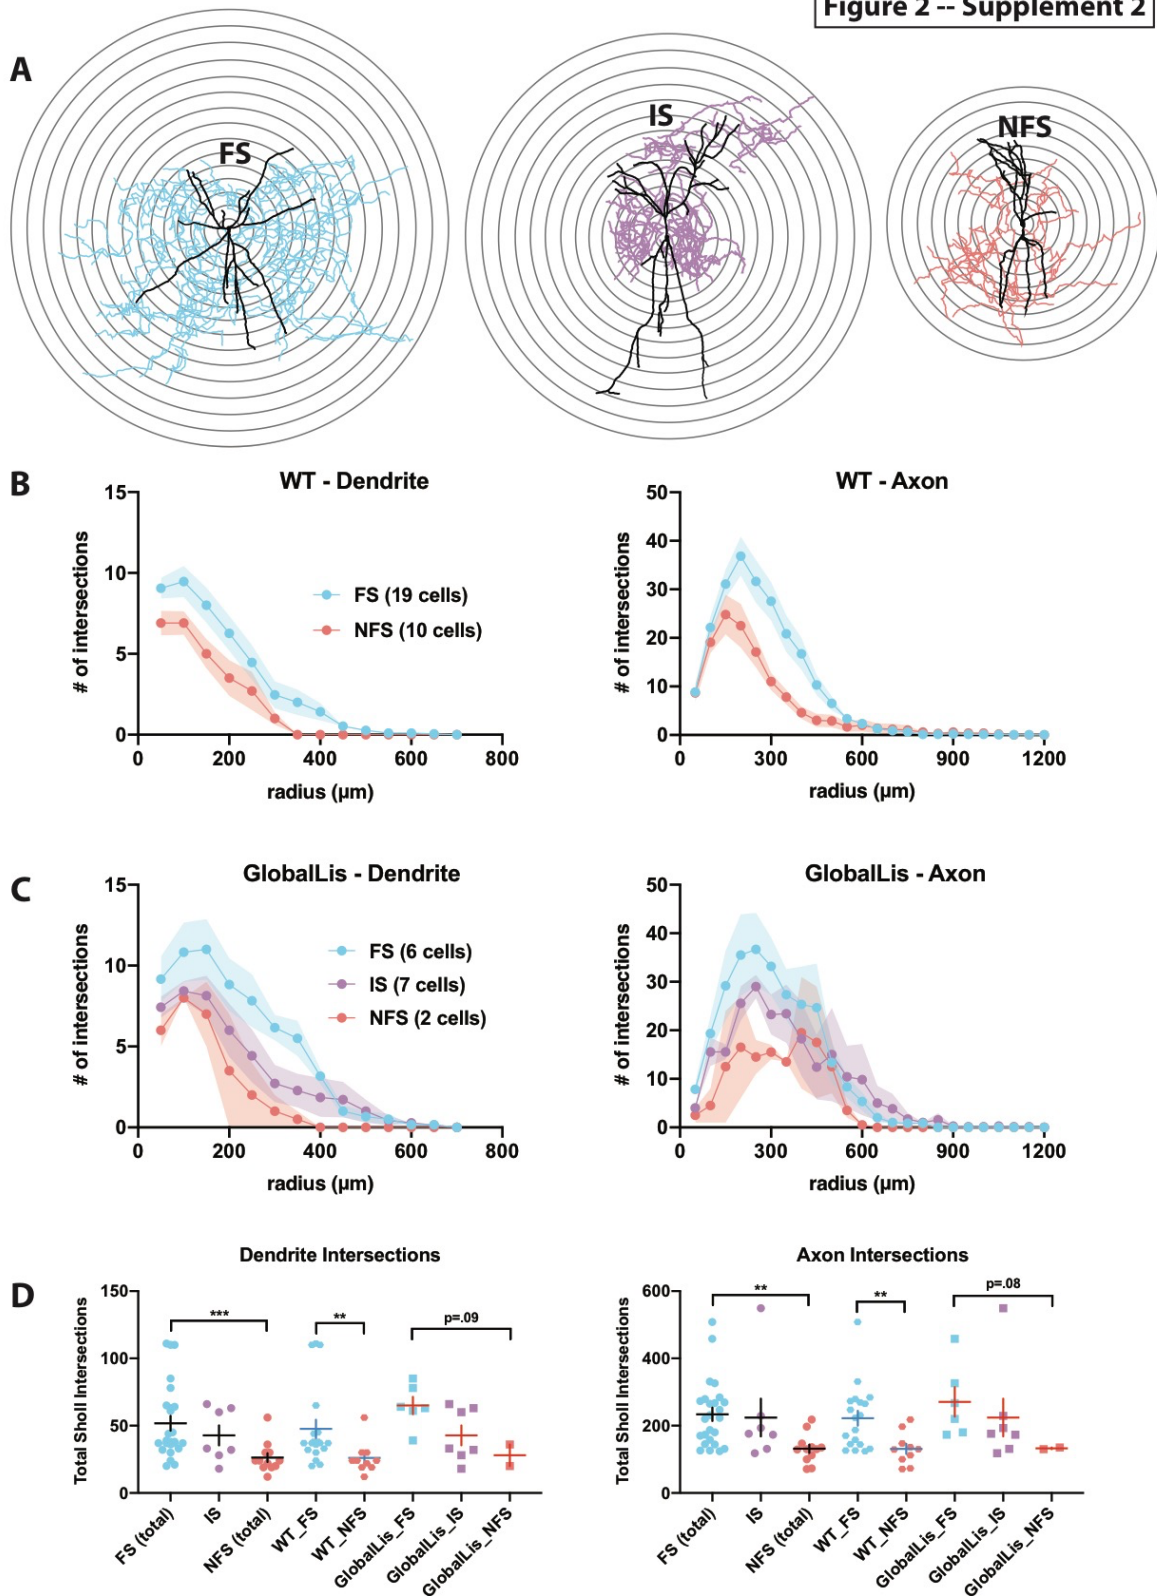 Figure 2 -- Supplement 2
A
FS
IS
NFS
B
WT - Dendrite
15
10
5
0
# of intersections
FS (19 cells)
NFS (10 cells)
0 200 400 600 800
radius (µm)
WT - Axon
50
40
30
20
10
0
# of intersections
0 300 600 900 1200
radius (µm)
C
GlobalLis - Dendrite
15
10
5
0
# of intersections
FS (6 cells)
IS (7 cells)
NFS (2 cells)
0 200 400 600 800
radius (µm)
GlobalLis - Axon
50
40
30
20
10
0
# of intersections
0 300 600 900 1200
radius (µm)
D
Dendrite Intersections
150
100
50
0
Total Sholl Intersections
***
**
p=.09
FS (total)
IS
NFS (total)
WT_FS
WT_NFS
GlobalLis_FS
GlobalLis_IS
GlobalLis_NFS
Axon Intersections
600
400
200
0
Total Sholl Intersections
**
**
p=.08
FS (total)
IS
NFS (total)
WT_FS
WT_NFS
GlobalLis_FS
GlobalLis_IS
GlobalLis_NFS